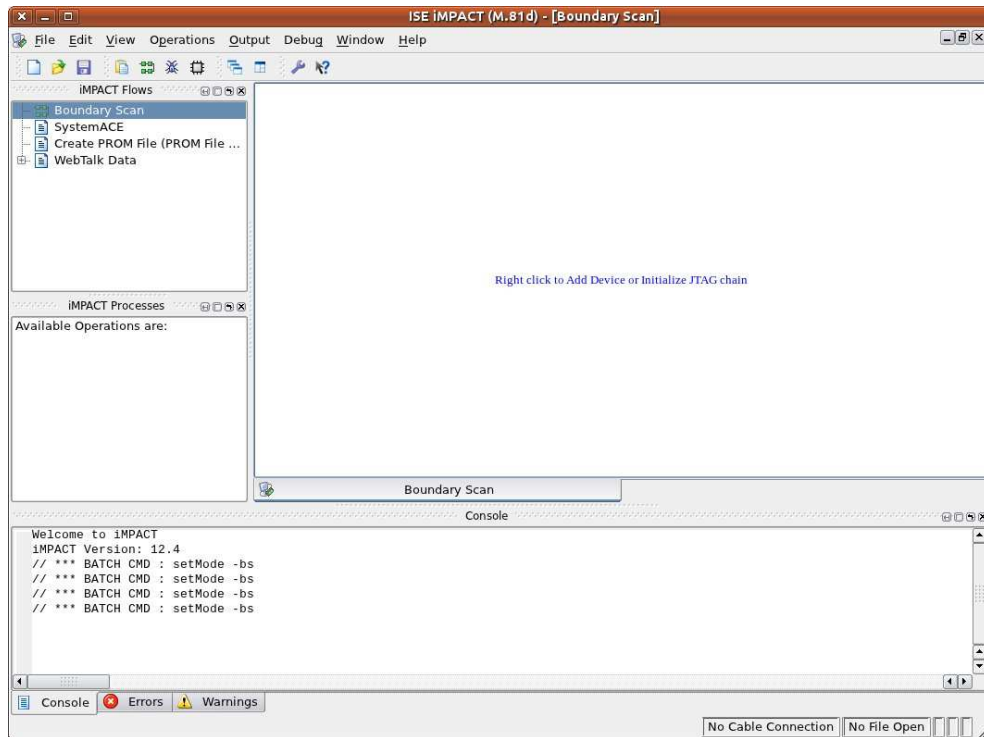 ISE iMPACT (M.81d) - [Boundary Scan]
File Edit View Operations Output Debug Window Help
iMPACT Flows
Boundary Scan
SystemACE
Create PROM File (PROM File ...
WebTalk Data
Right click to Add Device or Initialize JTAG chain
iMPACT Processes
Available Operations are:
Boundary Scan
Console
Welcome to iMPACT
iMPACT Version: 12.4
// *** BATCH CMD : setMode -bs
// *** BATCH CMD : setMode -bs
// *** BATCH CMD : setMode -bs
// *** BATCH CMD : setMode -bs
Console Errors Warnings
No Cable Connection No File Open